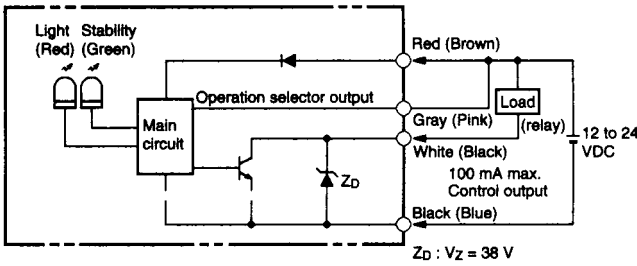 Light Stability
(Red) (Green)
Red (Brown)
Operation selector output
Load
Main
circuit
Gray (Pink)
(relay)
12 to 24
VDC
White (Black)
100 mA max.
Control output
ZD
Black (Blue)
ZD : VZ = 38 V